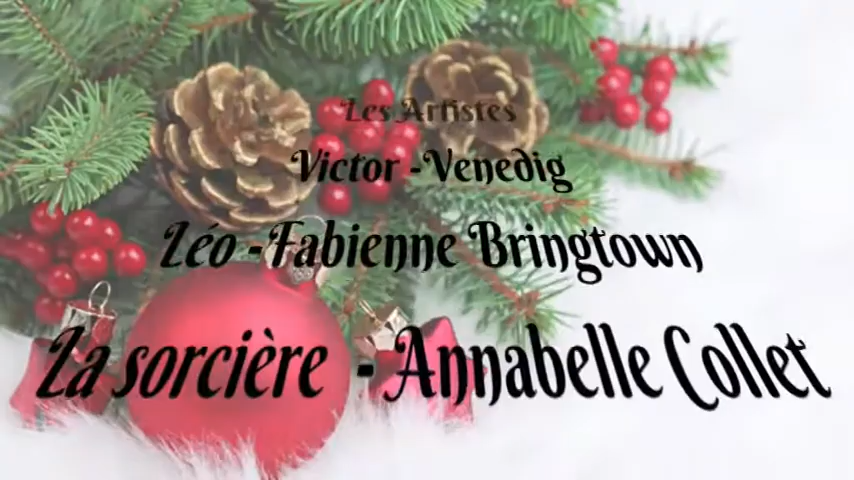 Les Artistes
Victor -Venedig
Léo -Fabienne Bringtown
La sorcière - Annabelle Collet